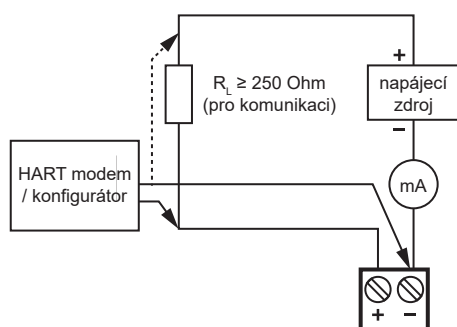 +
R_L ≥ 250 Ohm
(pro komunikaci)
napájecí
zdroj
−
HART modem
/ konfigurátor
mA
+ −